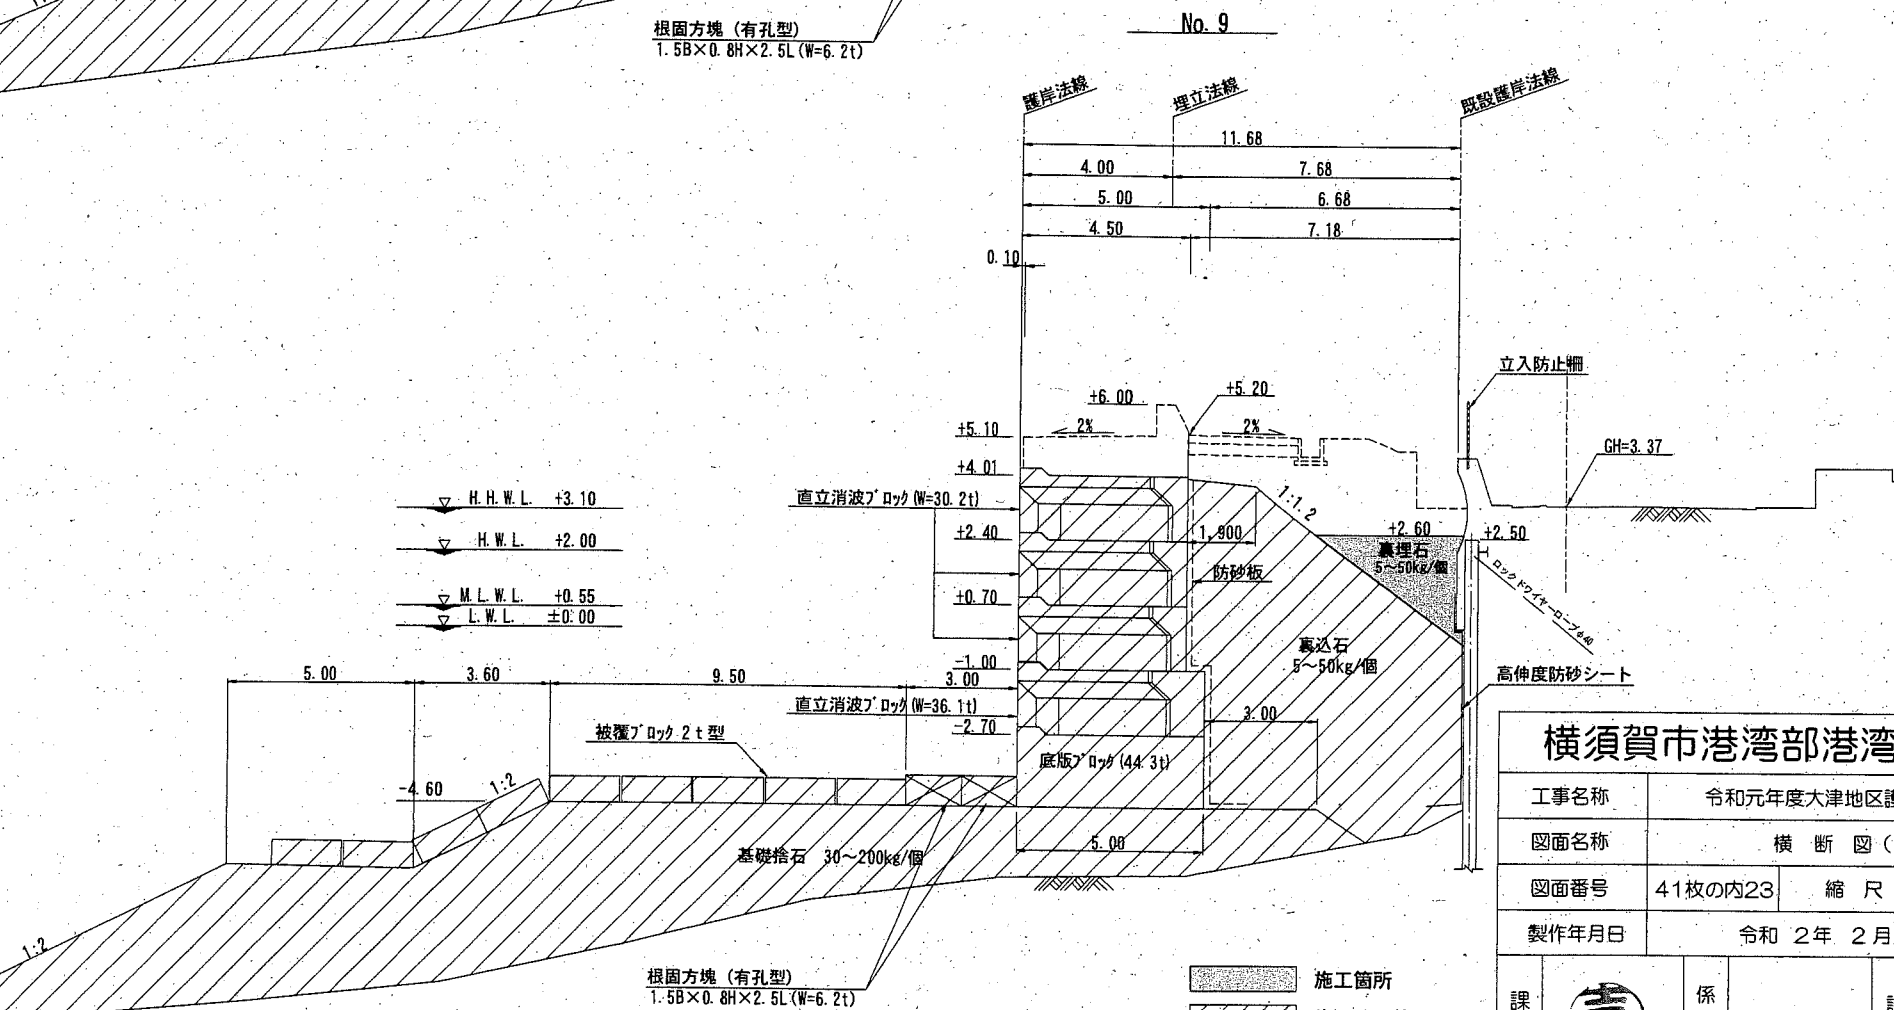 1:2
根固方塊 (有孔型)
1.5B×0.8H×2.5L(W=6.2t)
No. 9
護岸法線
埋立法線
既設護岸法線
11.68
4.00
7.68
5.00
6.68
4.50
7.18
0.10
立入防止柵
+6.00
+5.20
+5.10
2%
2%
GH=3.37
+4.01
H.H.W.L. +3.10
直立消波ブロック(W=30.2t)
1:1.2
+2.40
1,900
+2.60
+2.50
H.W.L. +2.00
裏埋石
5~50kg/個
防砂板
ロックドワイヤーロープφ40
M.L.W.L. +0.55
+0.70
L.W.L. ±0.00
裏込石
5~50kg/個
-1.00
5.00
3.60
9.50
3.00
高伸度防砂シート
直立消波ブロック(W=36.1t)
3.00
-2.70
被覆ブロック2t型
底版ブロック(44.3t)
-4.60
1:2
5.00
基礎捨石 30~200kg/個
1:2
根固方塊 (有孔型)
1.5B×0.8H×2.5L(W=6.2t)
施工箇所
横須賀市港湾部港湾
工事名称 令和元年度大津地区護
図面名称 横断図(
図面番号 41枚の内23 縮尺
製作年月日 令和 2年 2月
課
係